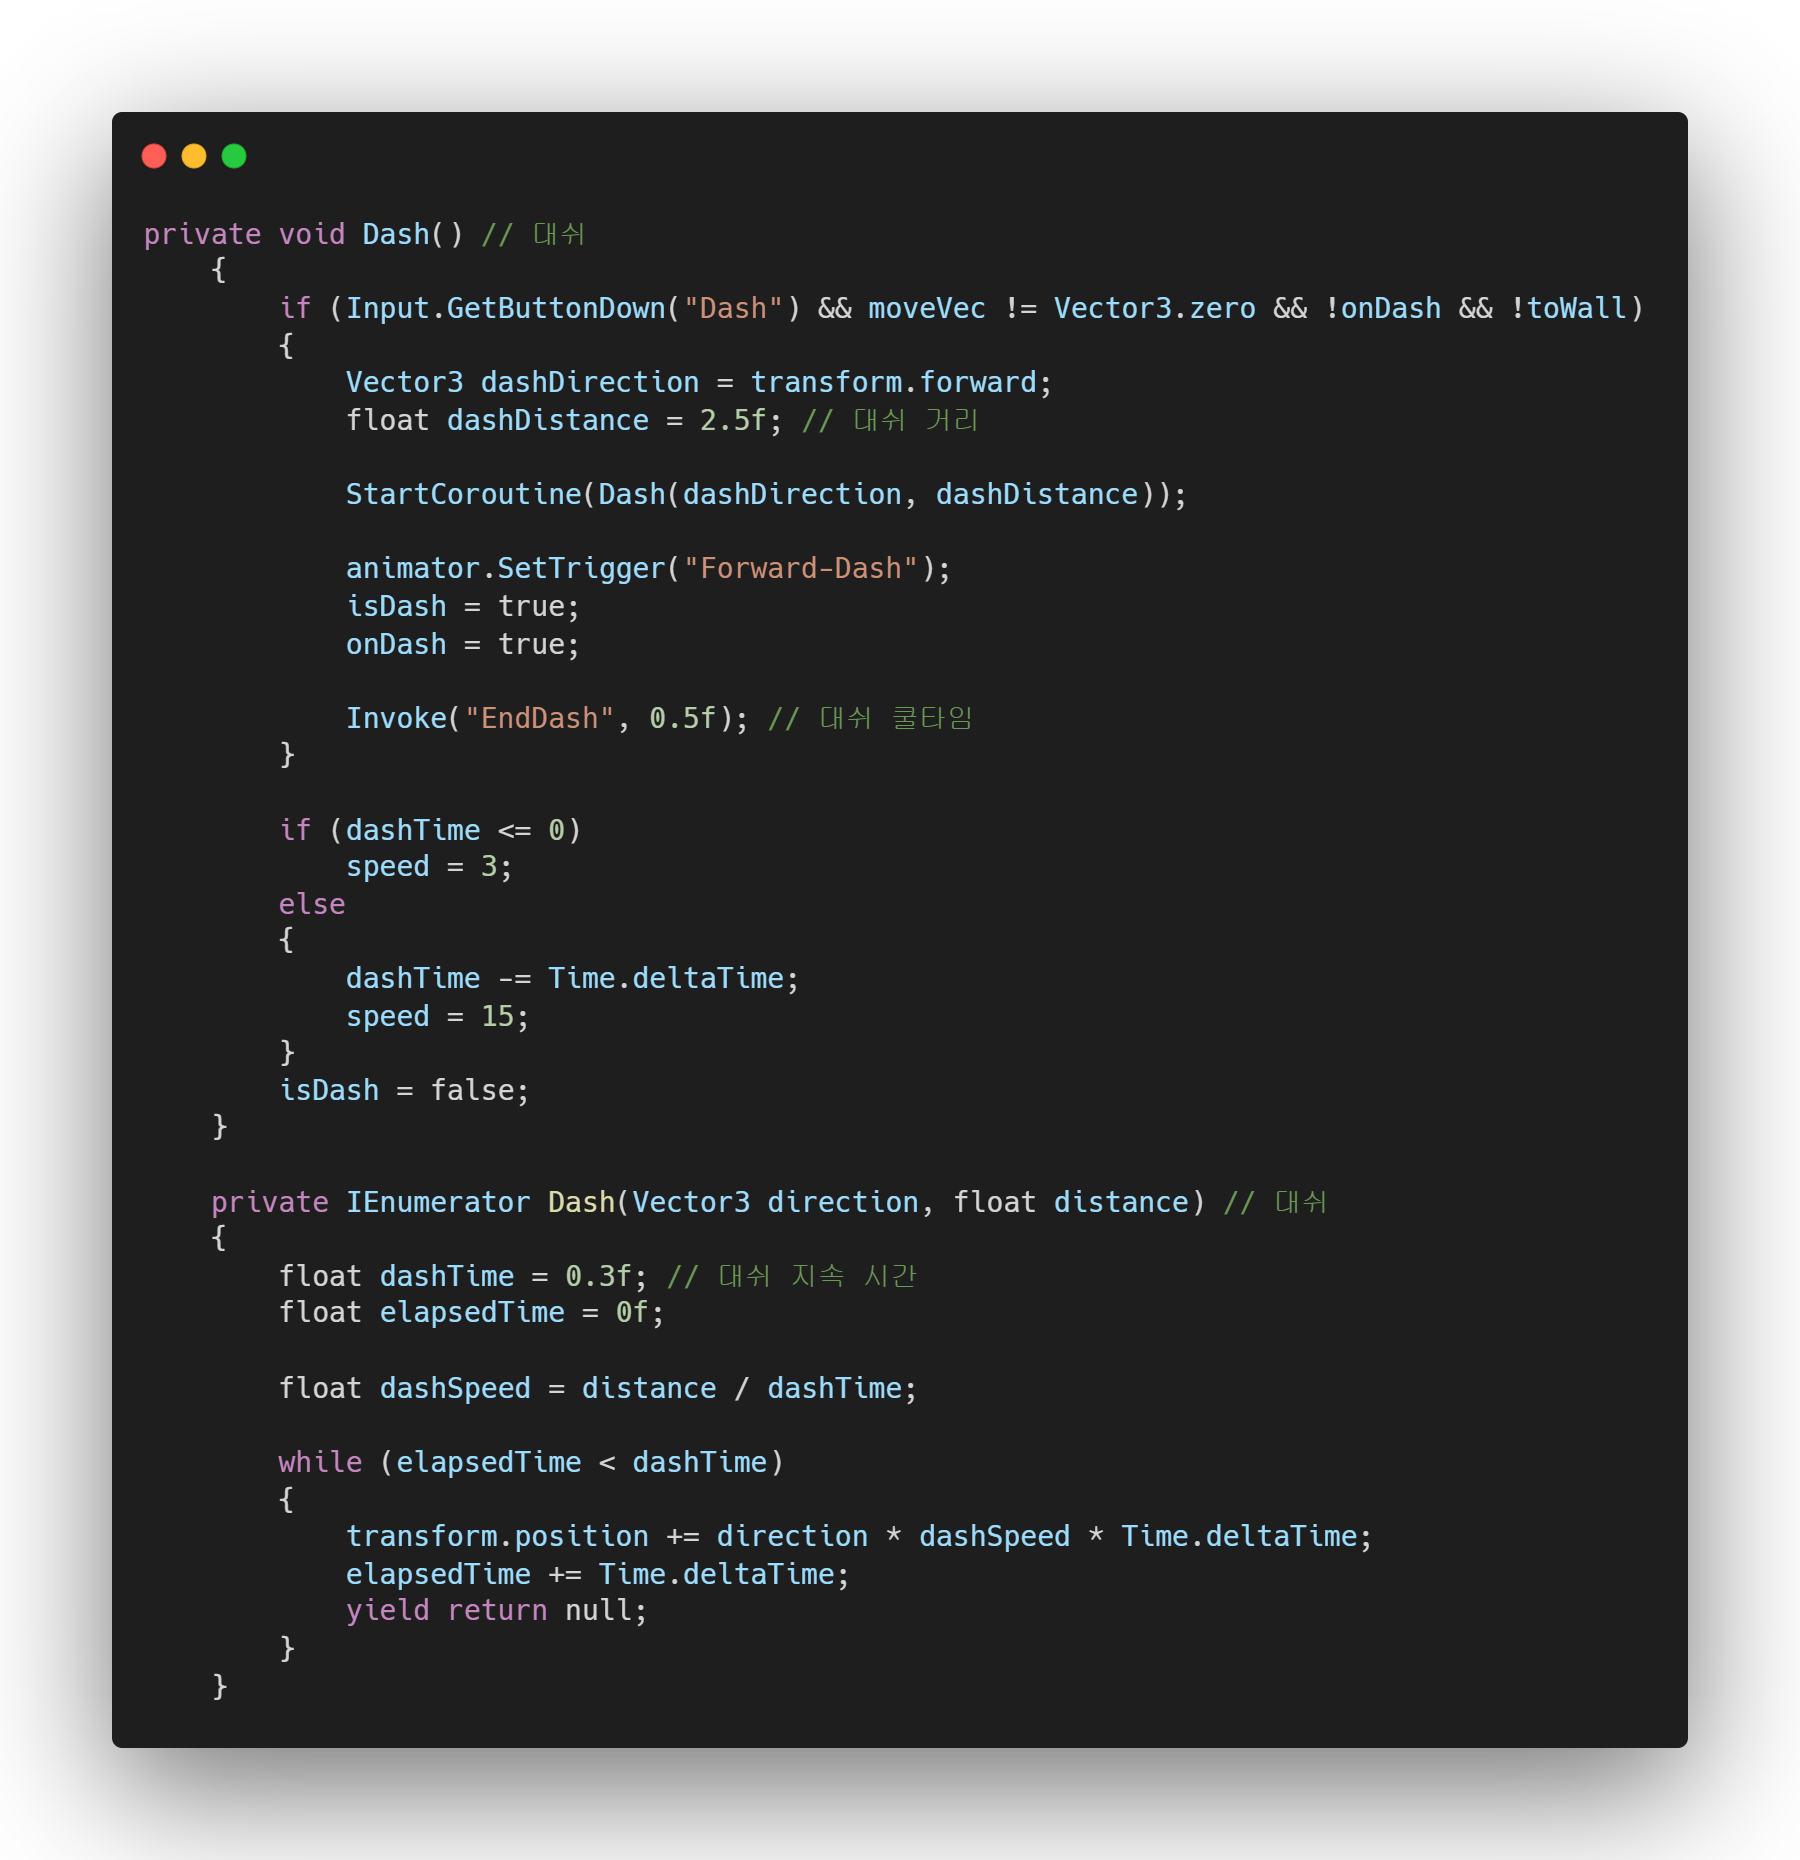 private void Dash() // 대쉬
    {
        if (Input.GetButtonDown("Dash") && moveVec != Vector3.zero && !onDash && !toWall)
        {
            Vector3 dashDirection = transform.forward;
            float dashDistance = 2.5f; // 대쉬 거리

            StartCoroutine(Dash(dashDirection, dashDistance));

            animator.SetTrigger("Forward-Dash");
            isDash = true;
            onDash = true;

            Invoke("EndDash", 0.5f); // 대쉬 쿨타임
        }

        if (dashTime <= 0)
            speed = 3;
        else
        {
            dashTime -= Time.deltaTime;
            speed = 15;
        }
        isDash = false;
    }

    private IEnumerator Dash(Vector3 direction, float distance) // 대쉬
    {
        float dashTime = 0.3f; // 대쉬 지속 시간
        float elapsedTime = 0f;

        float dashSpeed = distance / dashTime;

        while (elapsedTime < dashTime)
        {
            transform.position += direction * dashSpeed * Time.deltaTime;
            elapsedTime += Time.deltaTime;
            yield return null;
        }
    }